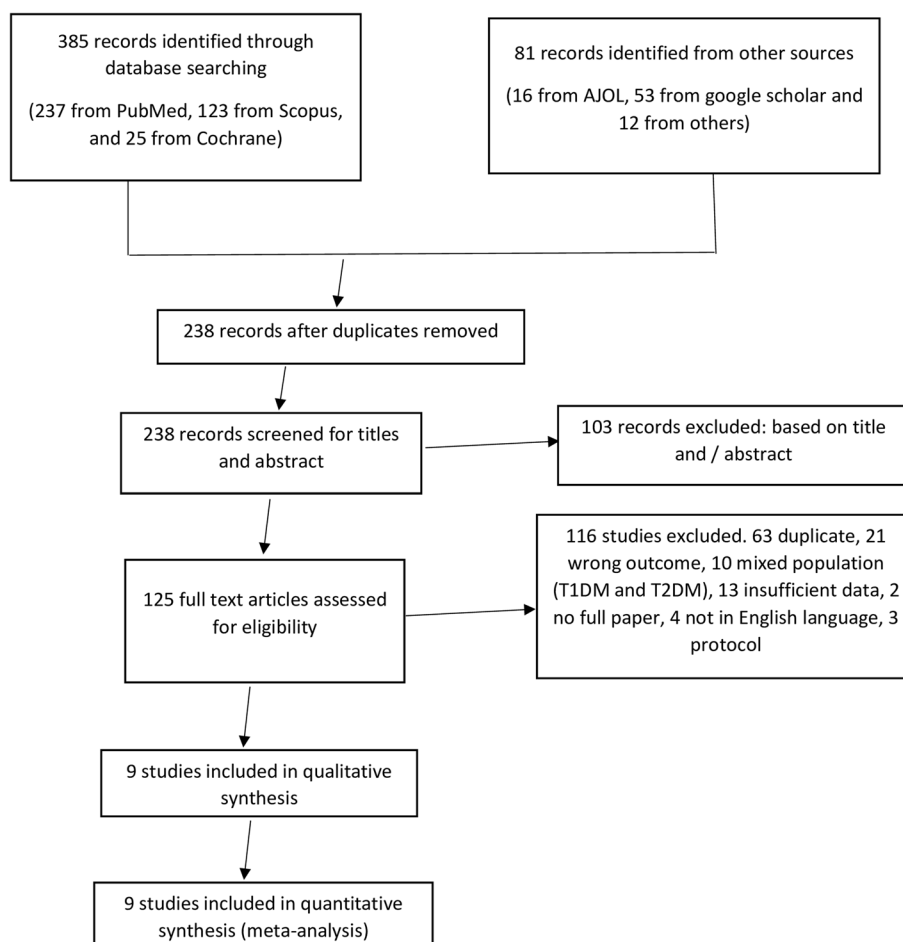 385 records identified through
database searching
(237 from PubMed, 123 from Scopus,
and 25 from Cochrane)
81 records identified from other sources
(16 from AJOL, 53 from google scholar and
12 from others)
238 records after duplicates removed
238 records screened for titles
and abstract
103 records excluded: based on title
and / abstract
125 full text articles assessed
for eligibility
116 studies excluded. 63 duplicate, 21
wrong outcome, 10 mixed population
(T1DM and T2DM), 13 insufficient data, 2
no full paper, 4 not in English language, 3
protocol
9 studies included in qualitative
synthesis
9 studies included in quantitative
synthesis (meta-analysis)